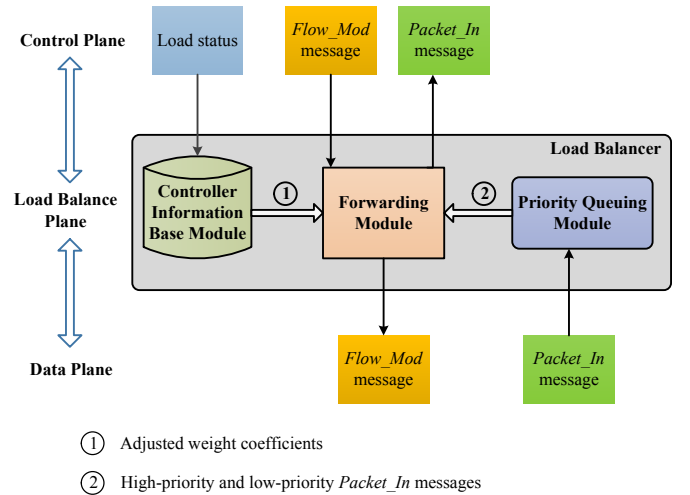 Control Plane
Load status
Flow_Mod
message
Packet_In
message
Load Balancer
Load Balance
Plane
Controller
Information
Base Module
1
Forwarding
Module
2
Priority Queuing
Module
Data Plane
Flow_Mod
message
Packet_In
message
1 Adjusted weight coefficients
2 High-priority and low-priority Packet_In messages